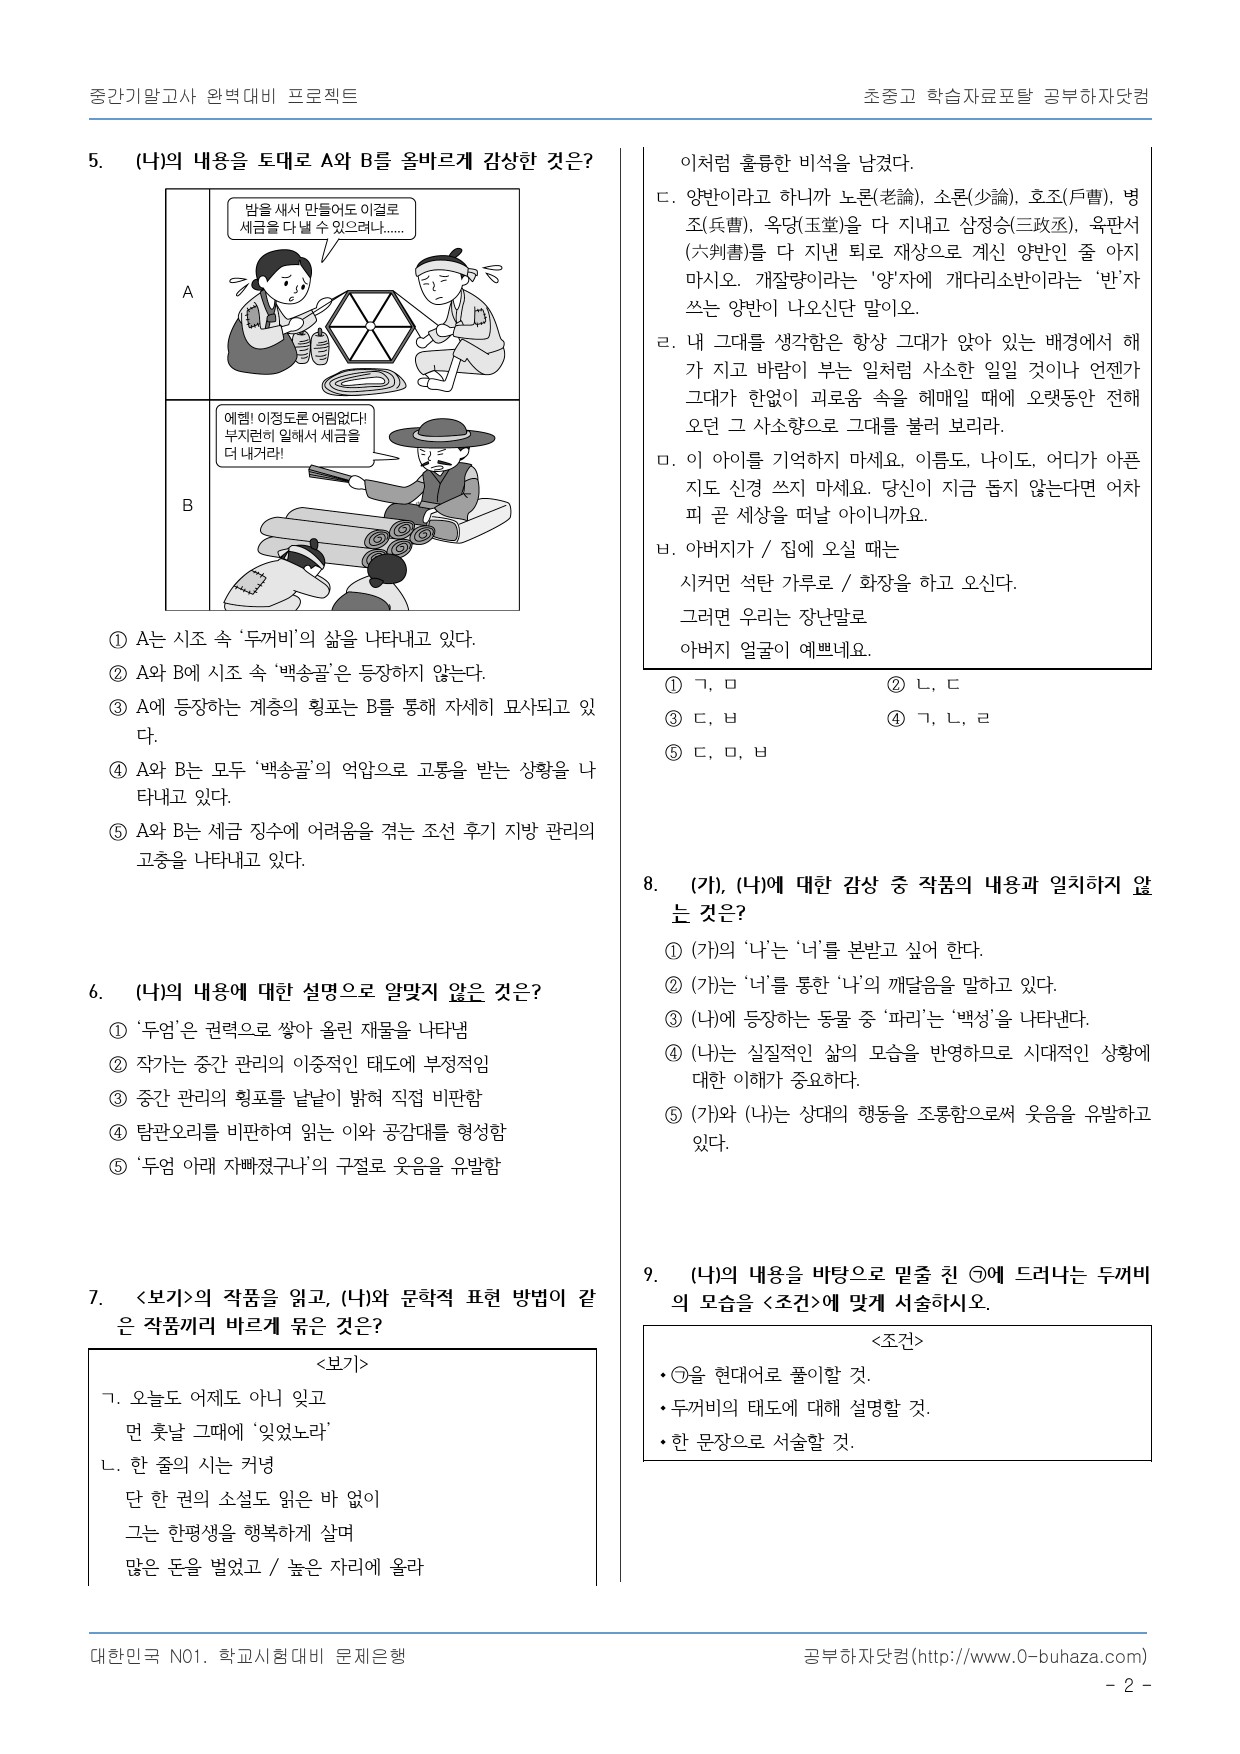 중간기말고사 완벽대비 프로젝트
초중고 학습자료포탈 공부하자닷컴
5. (나)의 내용을 토대로 A와 B를 올바르게 감상한 것은?
A
밤을 새서 만들어도 이걸로
세금을 다 낼 수 있으려나......
B
에헴! 이정도론 어림없다!
부지런히 일해서 세금을
더 내거라!
① A는 시조 속 ‘두꺼비’의 삶을 나타내고 있다.
② A와 B에 시조 속 ‘백송골’은 등장하지 않는다.
③ A에 등장하는 계층의 횡포는 B를 통해 자세히 묘사되고 있
다.
④ A와 B는 모두 ‘백송골’의 억압으로 고통을 받는 상황을 나
타내고 있다.
⑤ A와 B는 세금 징수에 어려움을 겪는 조선 후기 지방 관리의
고충을 나타내고 있다.
6. (나)의 내용에 대한 설명으로 알맞지 않은 것은?
① ‘두엄’은 권력으로 쌓아 올린 재물을 나타냄
② 작가는 중간 관리의 이중적인 태도에 부정적임
③ 중간 관리의 횡포를 낱낱이 밝혀 직접 비판함
④ 탐관오리를 비판하여 읽는 이와 공감대를 형성함
⑤ ‘두엄 아래 자빠졌구나’의 구절로 웃음을 유발함
7. <보기>의 작품을 읽고, (나)와 문학적 표현 방법이 같
은 작품끼리 바르게 묶은 것은?
<보기>
ㄱ. 오늘도 어제도 아니 잊고
먼 훗날 그때에 ‘잊었노라’
ㄴ. 한 줄의 시는 커녕
단 한 권의 소설도 읽은 바 없이
그는 한평생을 행복하게 살며
많은 돈을 벌었고 / 높은 자리에 올라
이처럼 훌륭한 비석을 남겼다.
ㄷ. 양반이라고 하니까 노론(老論), 소론(少論), 호조(戶曹), 병
조(兵曹), 옥당(玉堂)을 다 지내고 삼정승(三政丞), 육판서
(六判書)를 다 지낸 퇴로 재상으로 계신 양반인 줄 아지
마시오. 개잘량이라는 '양'자에 개다리소반이라는 ‘반’자
쓰는 양반이 나오신단 말이오.
ㄹ. 내 그대를 생각함은 항상 그대가 앉아 있는 배경에서 해
가 지고 바람이 부는 일처럼 사소한 일일 것이나 언젠가
그대가 한없이 괴로움 속을 헤매일 때에 오랫동안 전해
오던 그 사소향으로 그대를 불러 보리라.
ㅁ. 이 아이를 기억하지 마세요, 이름도, 나이도, 어디가 아픈
지도 신경 쓰지 마세요. 당신이 지금 돕지 않는다면 어차
피 곧 세상을 떠날 아이니까요.
ㅂ. 아버지가 / 집에 오실 때는
시커먼 석탄 가루로 / 화장을 하고 오신다.
그러면 우리는 장난말로
아버지 얼굴이 예쁘네요.
① ㄱ, ㅁ ② ㄴ, ㄷ
③ ㄷ, ㅂ ④ ㄱ, ㄴ, ㄹ
⑤ ㄷ, ㅁ, ㅂ
8. (가), (나)에 대한 감상 중 작품의 내용과 일치하지 않
는 것은?
① (가)의 ‘나’는 ‘너’를 본받고 싶어 한다.
② (가)는 ‘너’를 통한 ‘나’의 깨달음을 말하고 있다.
③ (나)에 등장하는 동물 중 ‘파리’는 ‘백성’을 나타낸다.
④ (나)는 실질적인 삶의 모습을 반영하므로 시대적인 상황에
대한 이해가 중요하다.
⑤ (가)와 (나)는 상대의 행동을 조롱함으로써 웃음을 유발하고
있다.
9. (나)의 내용을 바탕으로 밑줄 친 ㉠에 드러나는 두꺼비
의 모습을 <조건>에 맞게 서술하시오.
<조건>
• ㉠을 현대어로 풀이할 것.
• 두꺼비의 태도에 대해 설명할 것.
• 한 문장으로 서술할 것.
대한민국 N01. 학교시험대비 문제은행
공부하자닷컴(http://www.0-buhaza.com)
- 2 -